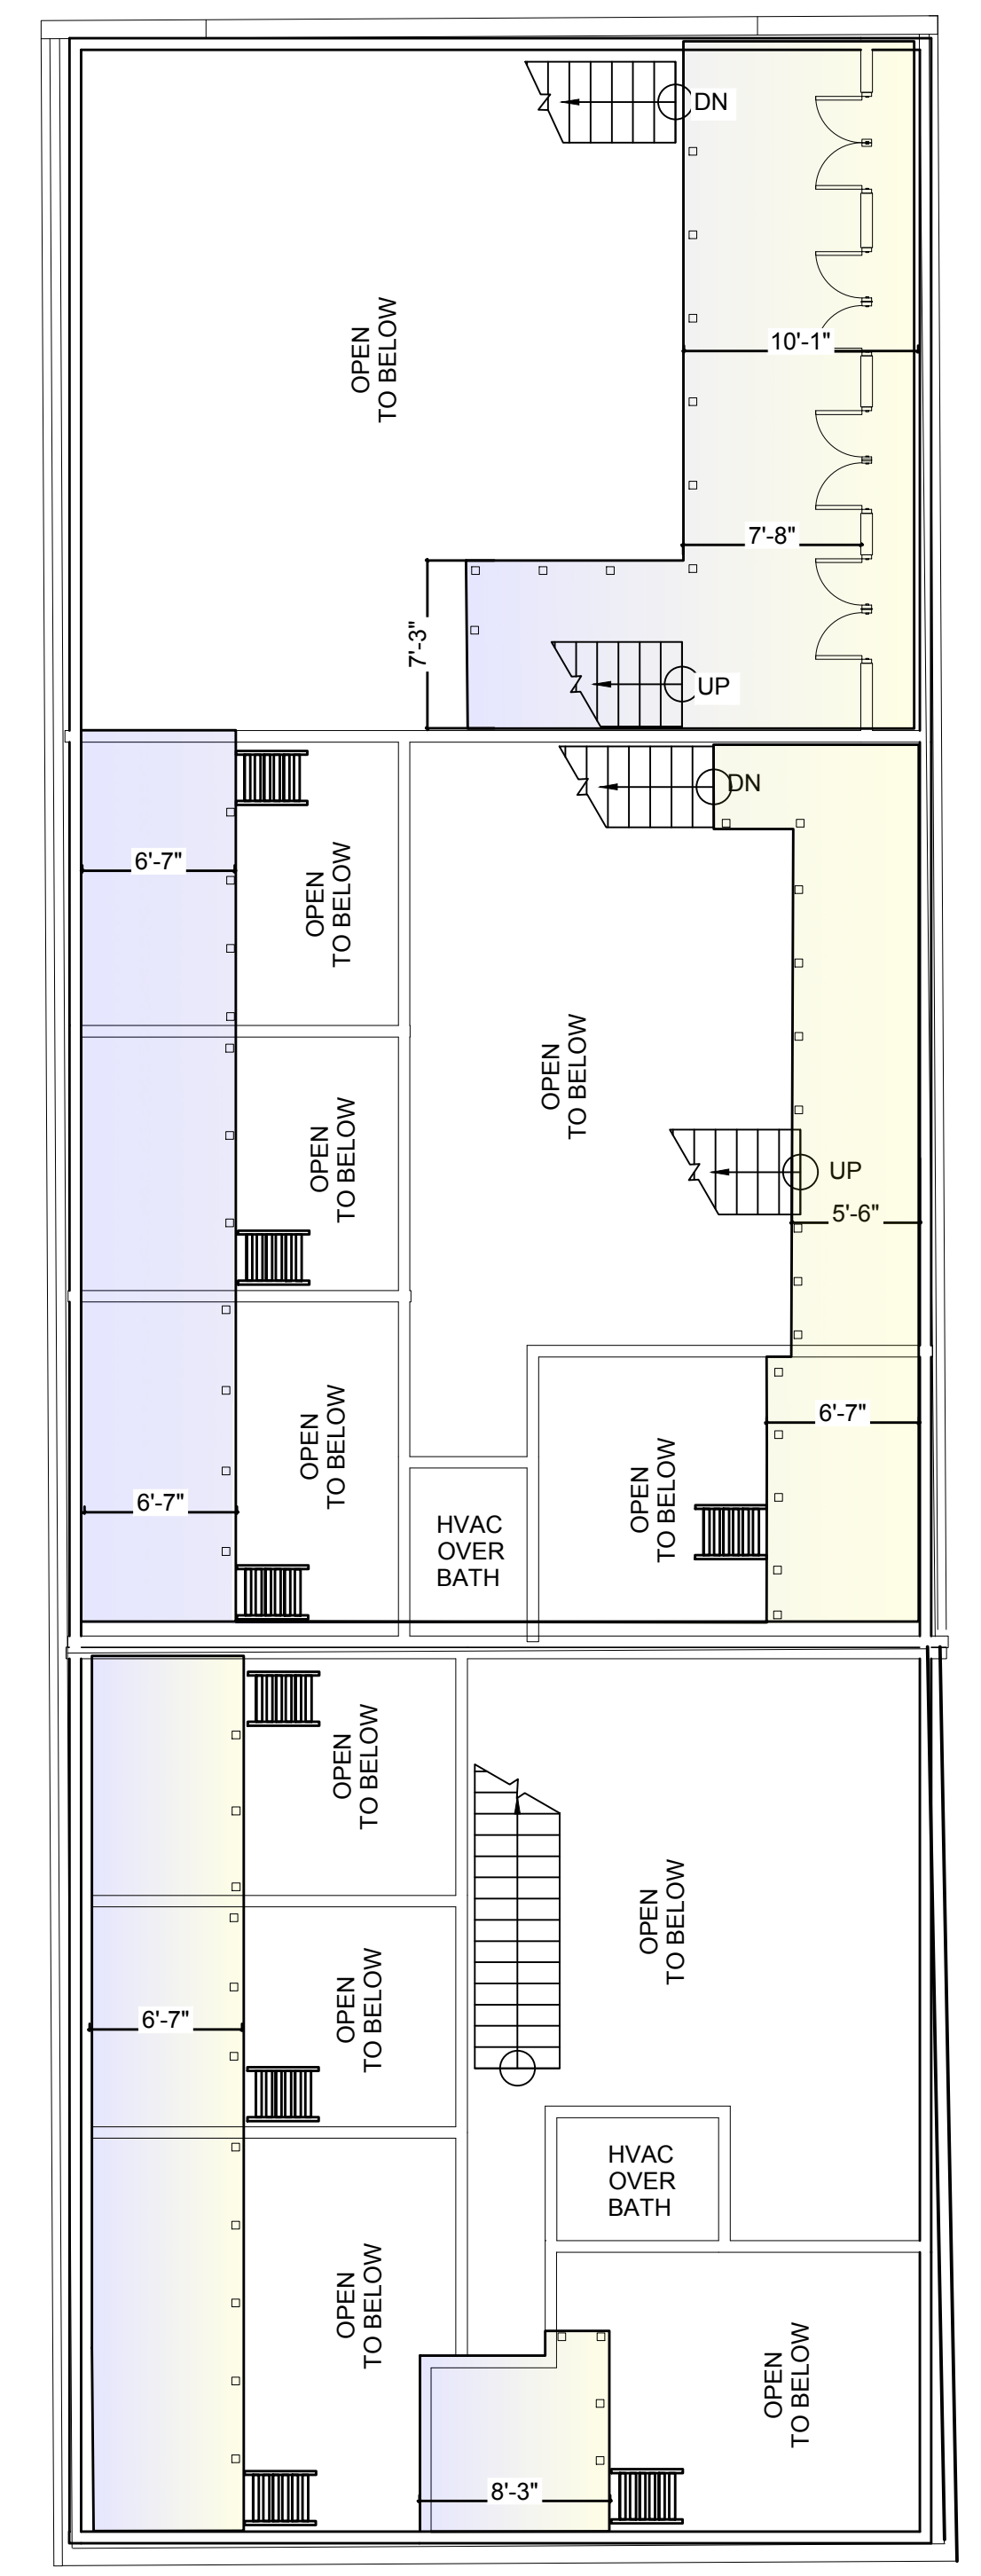 DN
OPEN
TO BELOW
10'-1"
7'-8"
7'-3"
UP
DN
6'-7"
OPEN
TO BELOW
OPEN
TO BELOW
OPEN
TO BELOW
UP
5'-6"
6'-7"
OPEN
TO BELOW
OPEN
TO BELOW
6'-7"
HVAC
OVER
BATH
OPEN
TO BELOW
OPEN
TO BELOW
OPEN
TO BELOW
6'-7"
HVAC
OVER
BATH
OPEN
TO BELOW
OPEN
TO BELOW
8'-3"